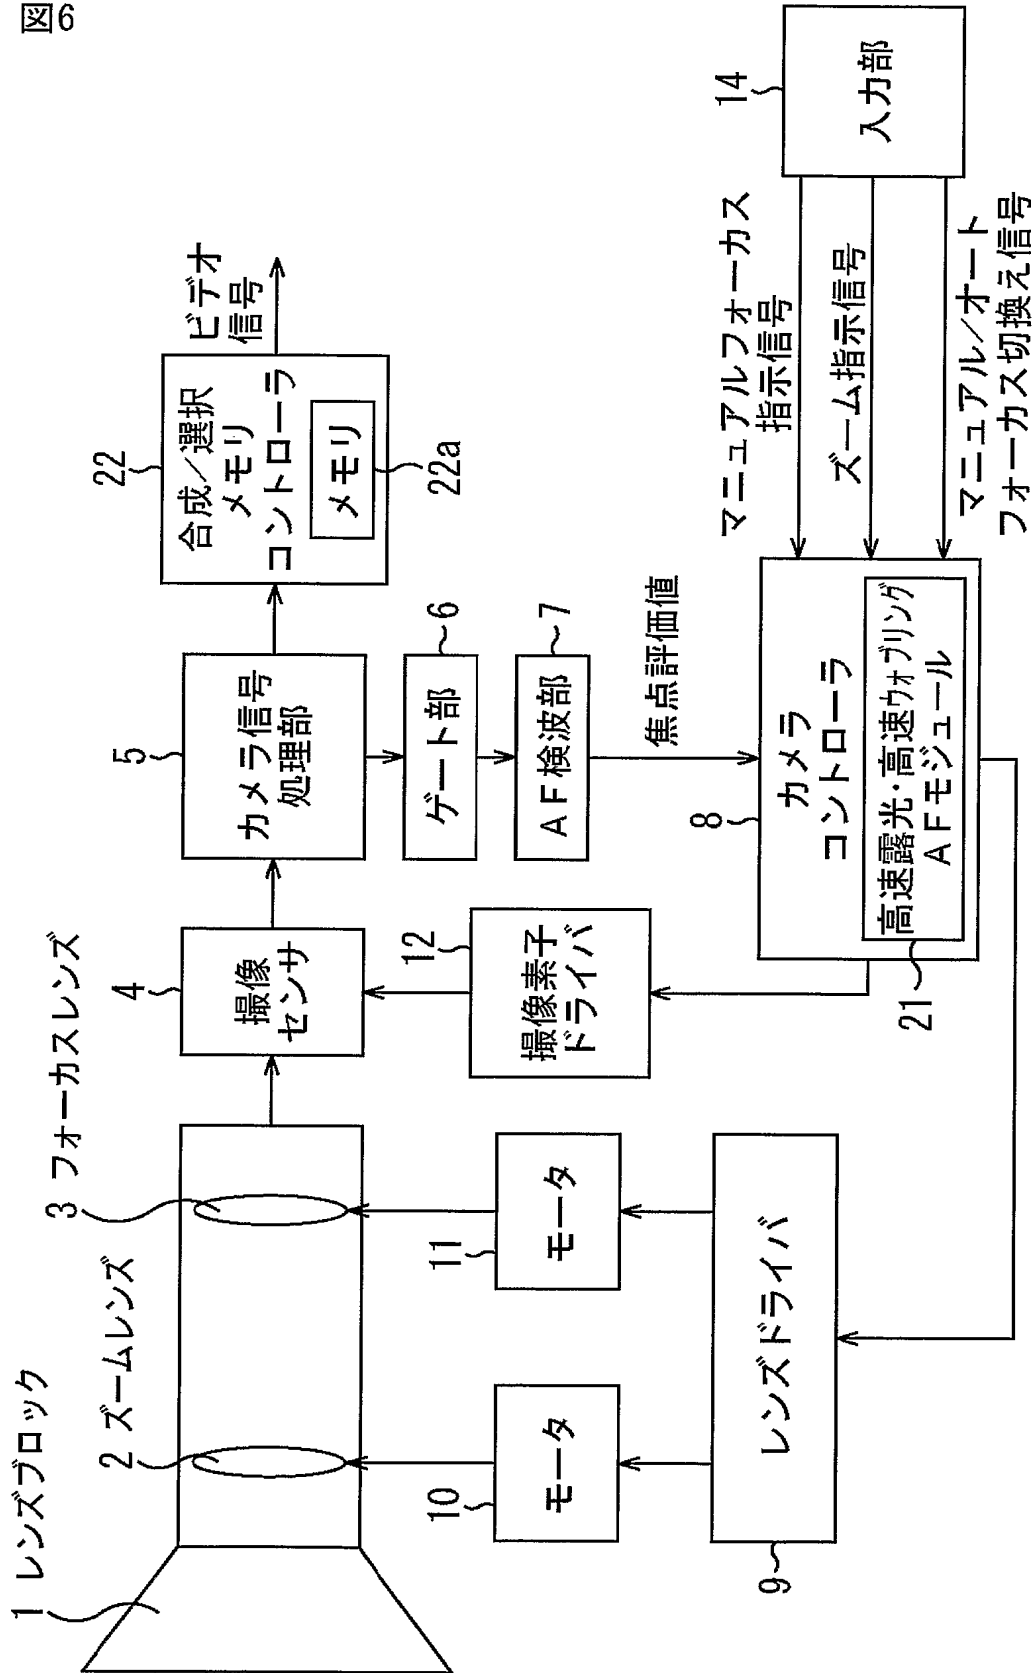 図6
1 レンズブロック
2 ズームレンズ
3 フォーカスレンズ
4
撮像
センサ
5
カメラ信号
処理部
22
合成/選択
メモリ
コントローラ
メモリ
22a
ビデオ
信号
ゲート部
6
AF検波部
7
焦点評価値
10
モータ
11
モータ
12
撮像素子
ドライバ
9
レンズドライバ
8
カメラ
コントローラ
高速露光・高速ウォブリング
AFモジュール
21
マニュアルフォーカス
指示信号
ズーム指示信号
マニュアル/オート
フォーカス切換え信号
14
入力部